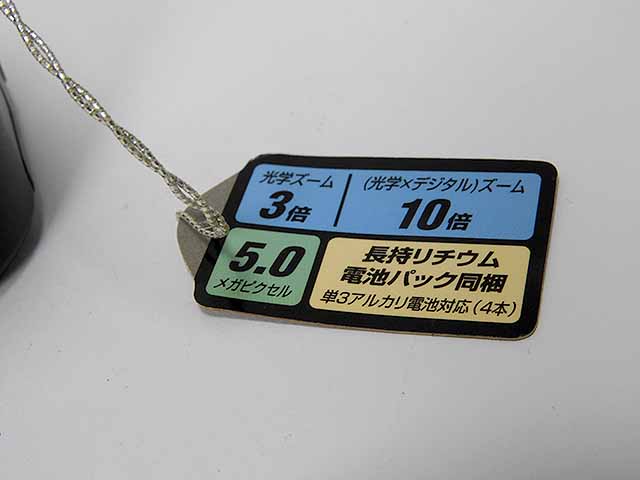 光学ズーム
3倍
(光学×デジタル)ズーム
10倍
5.0
メガピクセル
長持リチウム
電池パック同梱
単3アルカリ電池対応(4本)